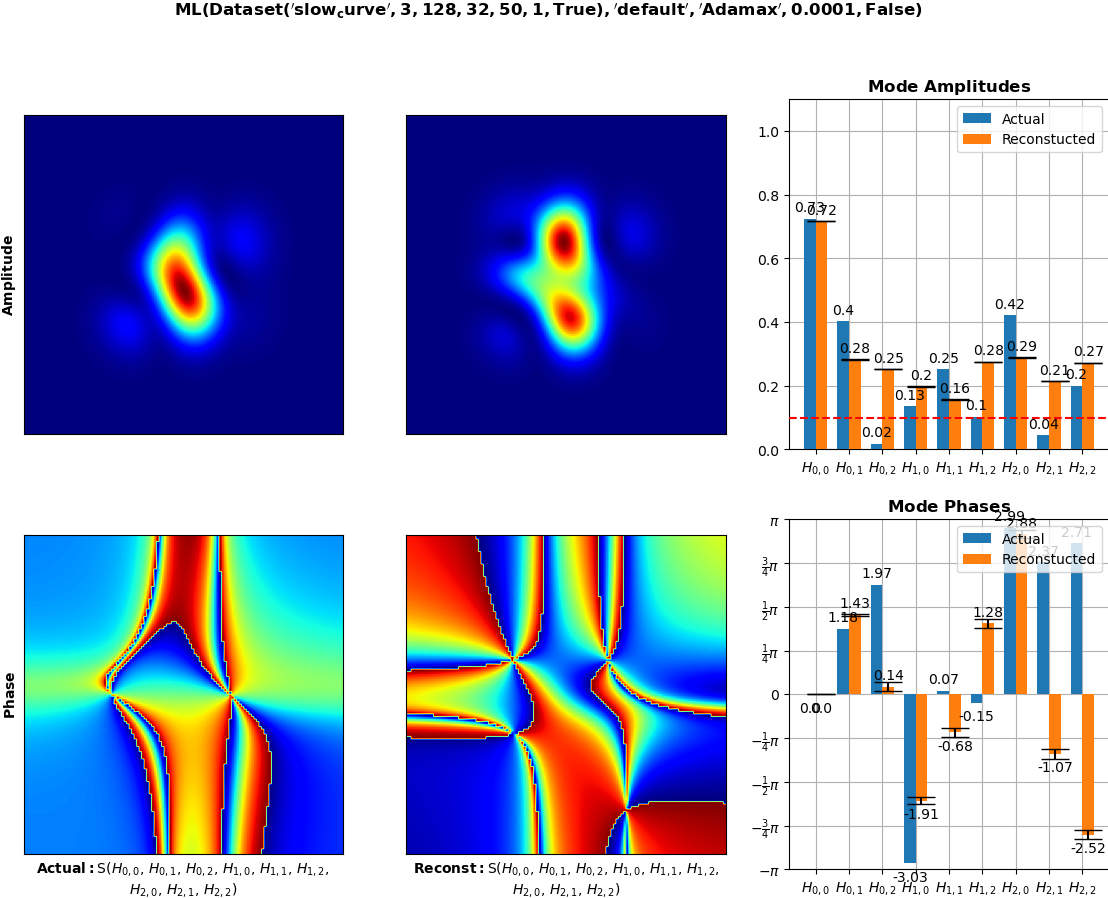 ML(Dataset('slow_curve', 3, 128, 32, 50, 1, True), 'default', 'Adamax', 0.0001, False)
Amplitude
Mode Amplitudes
Actual
Reconstucted
1.0
0.8
0.6
0.4
0.2
0.0
0.73
0.72
0.4
0.28
0.02
0.25
0.13
0.2
0.25
0.16
0.1
0.28
0.42
0.29
0.04
0.21
0.2
0.27
H0,0 H0,1 H0,2 H1,0 H1,1 H1,2 H2,0 H2,1 H2,2
Phase
Mode Phases
Actual
Reconstucted
π
3/4π
1/2π
1/4π
0
−1/4π
−1/2π
−3/4π
−π
0.0
0.0
1.18
1.43
1.97
0.14
-3.03
-1.91
0.07
-0.68
-0.15
1.28
2.99
2.88
2.37
-1.07
2.71
-2.52
H0,0 H0,1 H0,2 H1,0 H1,1 H1,2 H2,0 H2,1 H2,2
Actual:S(H0,0, H0,1, H0,2, H1,0, H1,1, H1,2,
H2,0, H2,1, H2,2)
Reconst:S(H0,0, H0,1, H0,2, H1,0, H1,1, H1,2,
H2,0, H2,1, H2,2)